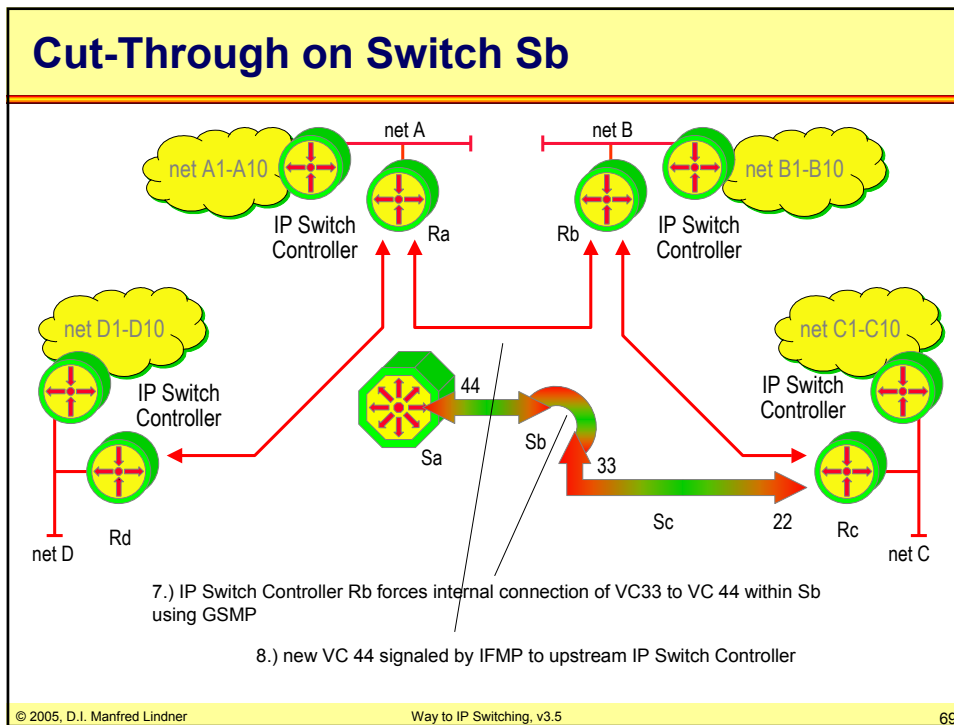 Cut-Through on Switch Sb
net A
net B
net A1-A10
net B1-B10
IP Switch
Controller
Ra
Rb
IP Switch
Controller
net D1-D10
net C1-C10
IP Switch
Controller
IP Switch
Controller
44
Sa
Sb
33
Sc
22
Rd
Rc
net D
net C
7.) IP Switch Controller Rb forces internal connection of VC33 to VC 44 within Sb
using GSMP
8.) new VC 44 signaled by IFMP to upstream IP Switch Controller
© 2005, D.I. Manfred Lindner
Way to IP Switching, v3.5
69